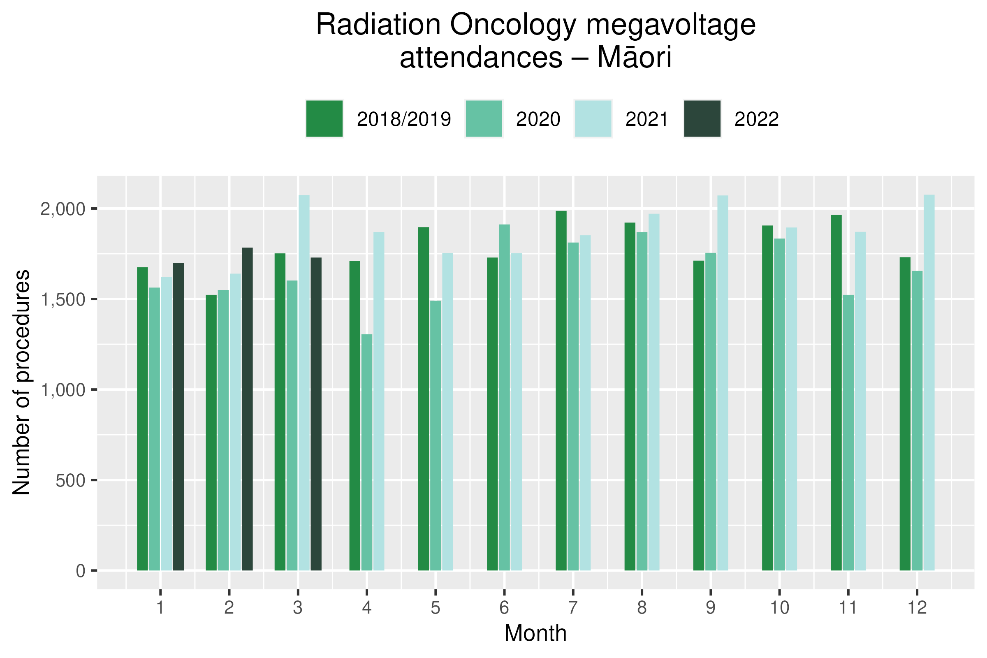 Radiation Oncology megavoltage
attendances – Māori
2018/2019 2020 2021 2022
Number of procedures
2,000
1,500
1,000
500
0
1 2 3 4 5 6 7 8 9 10 11 12
Month